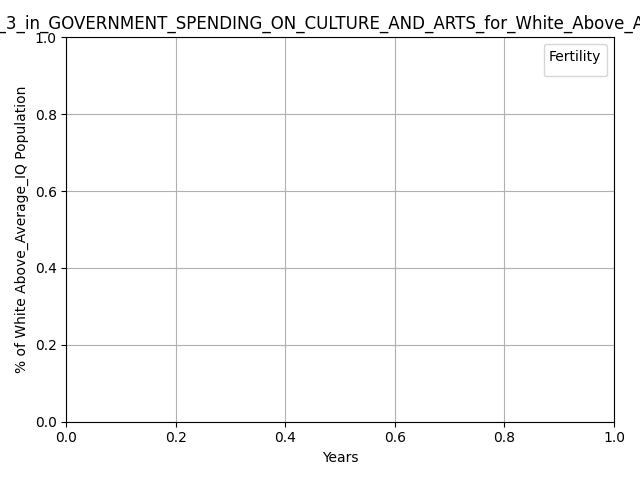 _3_in_GOVERNMENT_SPENDING_ON_CULTURE_AND_ARTS_for_White_Above_A
Fertility
% of White Above_Average_IQ Population
1.0
0.8
0.6
0.4
0.2
0.0
0.0 0.2 0.4 0.6 0.8 1.0
Years